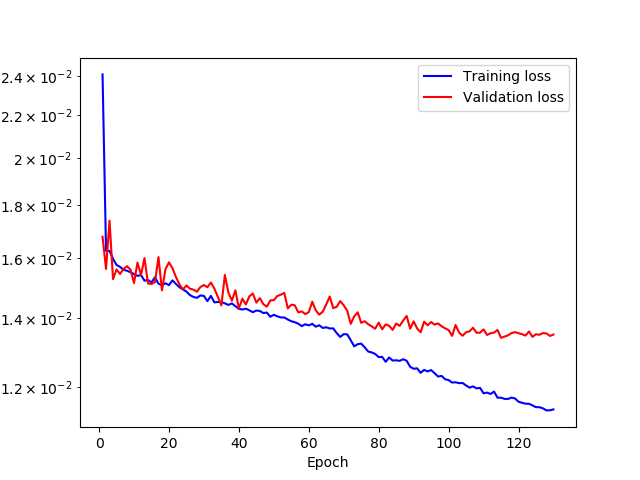 Training loss
Validation loss
2.4 × 10⁻²
2.2 × 10⁻²
2 × 10⁻²
1.8 × 10⁻²
1.6 × 10⁻²
1.4 × 10⁻²
1.2 × 10⁻²
0 20 40 60 80 100 120
Epoch